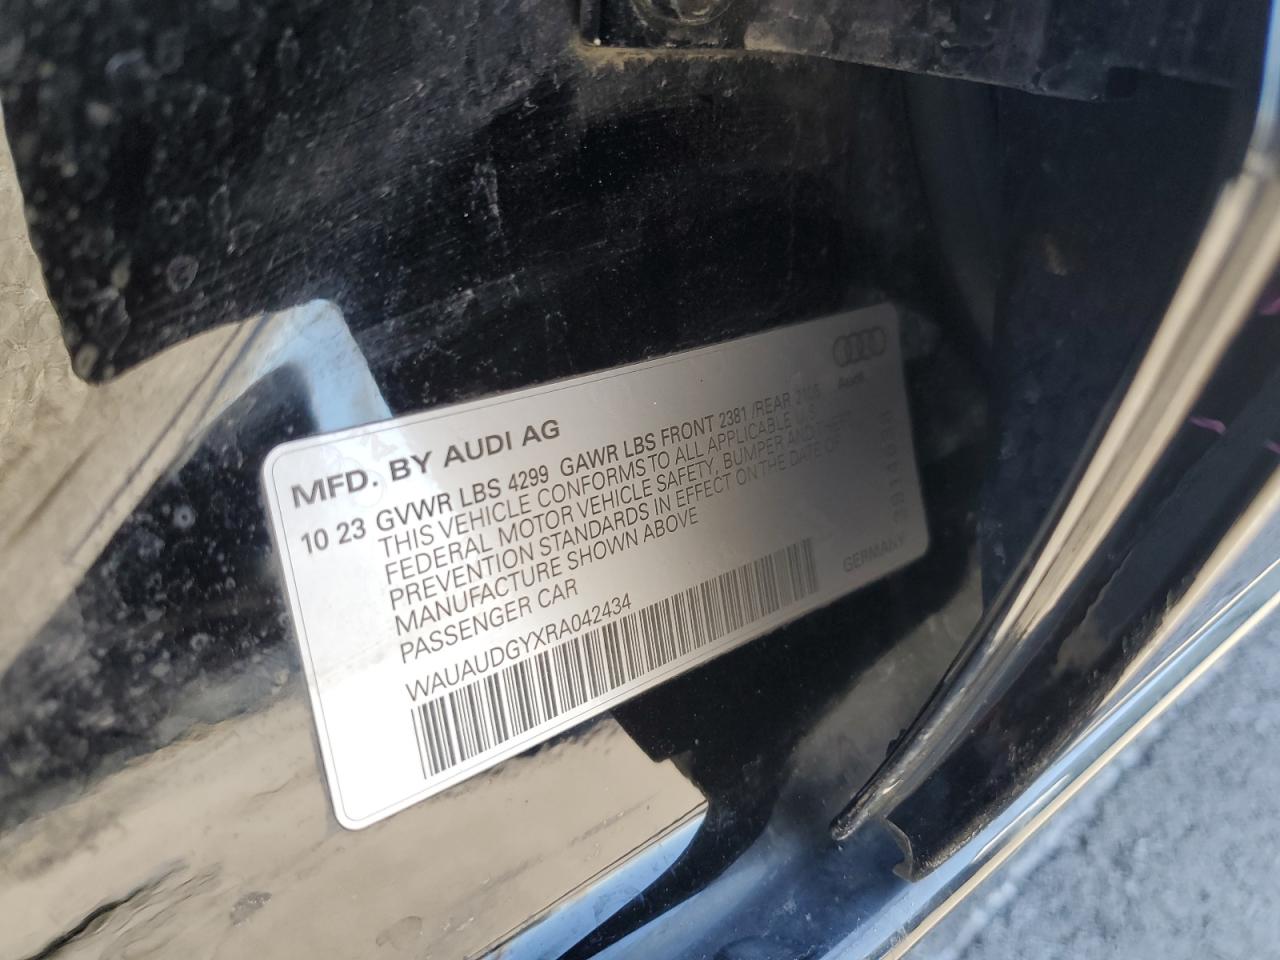 MFD. BY AUDI AG
Audi
10 23 GVWR LBS 4299 GAWR LBS FRONT 2381 /REAR
THIS VEHICLE CONFORMS TO ALL APPLICABLE U.S.
FEDERAL MOTOR VEHICLE SAFETY, BUMPER AND THEFT
PREVENTION STANDARDS IN EFFECT ON THE DATE OF
MANUFACTURE SHOWN ABOVE
PASSENGER CAR
WAUAUDGYXRA042434
GERMANY